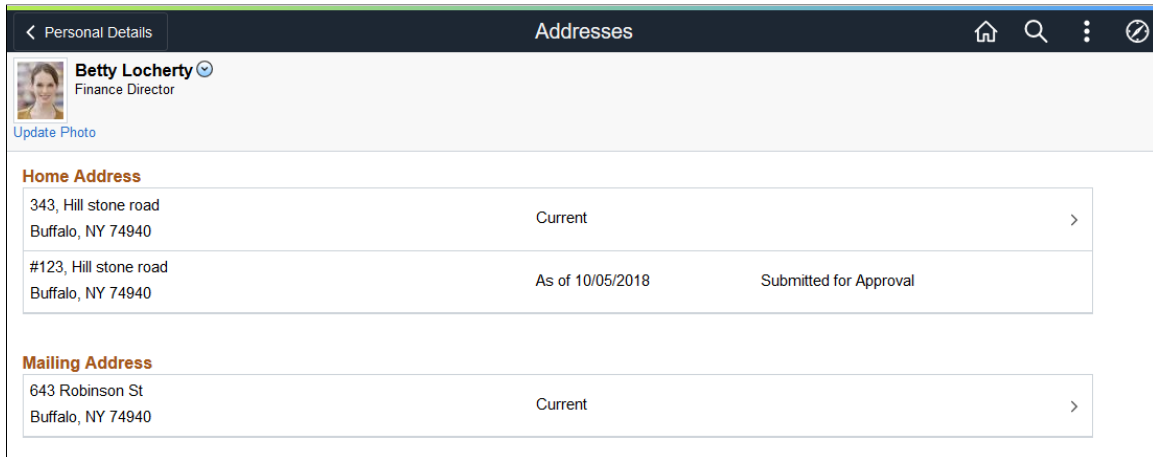 Personal Details
Addresses
Betty Locherty
Finance Director
Update Photo
Home Address
343, Hill stone road
Buffalo, NY 74940
Current
#123, Hill stone road
Buffalo, NY 74940
As of 10/05/2018
Submitted for Approval
Mailing Address
643 Robinson St
Buffalo, NY 74940
Current